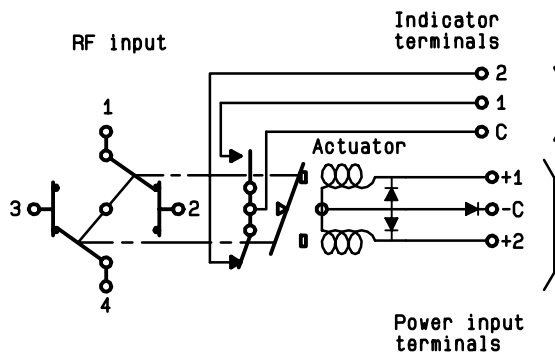 Indicator
terminals
RF input
2
1
C
1
Actuator
+1
3
2
-C
+2
4
Power input
terminals